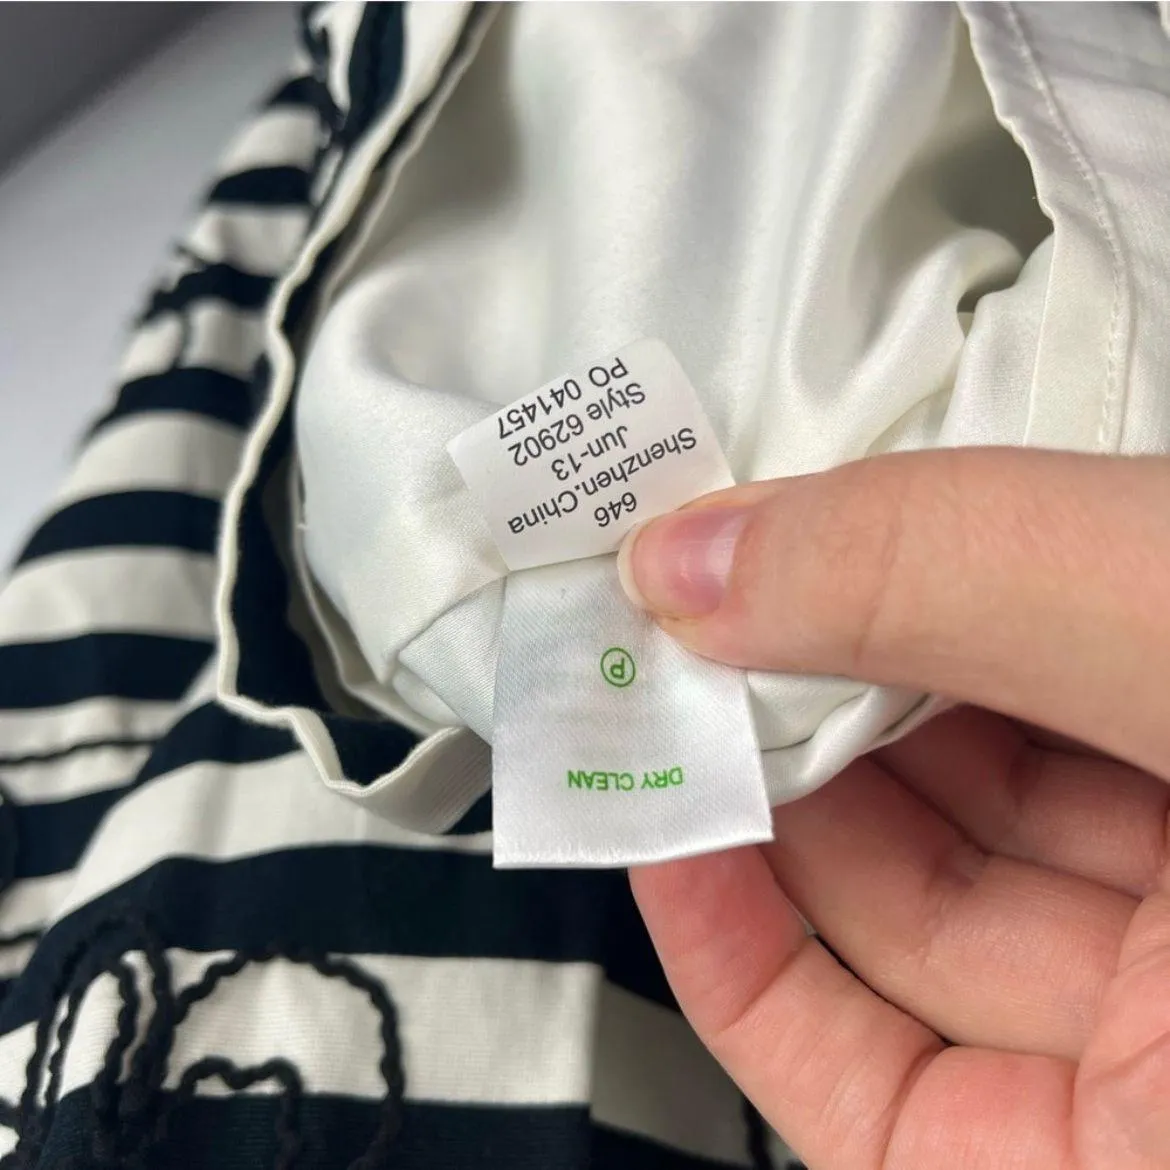 646
Shenzhen.China
Jun-13
Style 62902
PO 041457
DRY CLEAN
P